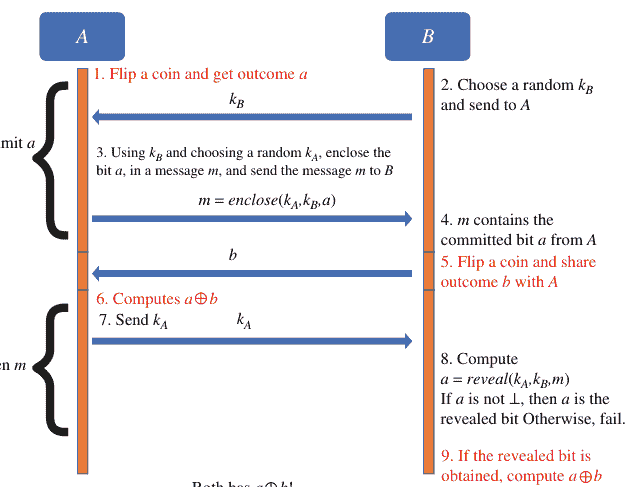 A
B
1. Flip a coin and get outcome a
2. Choose a random k_B
and send to A
k_B
3. Using k_B and choosing a random k_A, enclose the
bit a, in a message m, and send the message m to B
m = enclose(k_A,k_B,a)
4. m contains the
committed bit a from A
b
5. Flip a coin and share
outcome b with A
6. Computes a⊕b
7. Send k_A
k_A
8. Compute
a = reveal(k_A,k_B,m)
If a is not ⊥, then a is the
revealed bit Otherwise, fail.
9. If the revealed bit is
obtained, compute a⊕b
mit a
en m
Both has a⊕b!